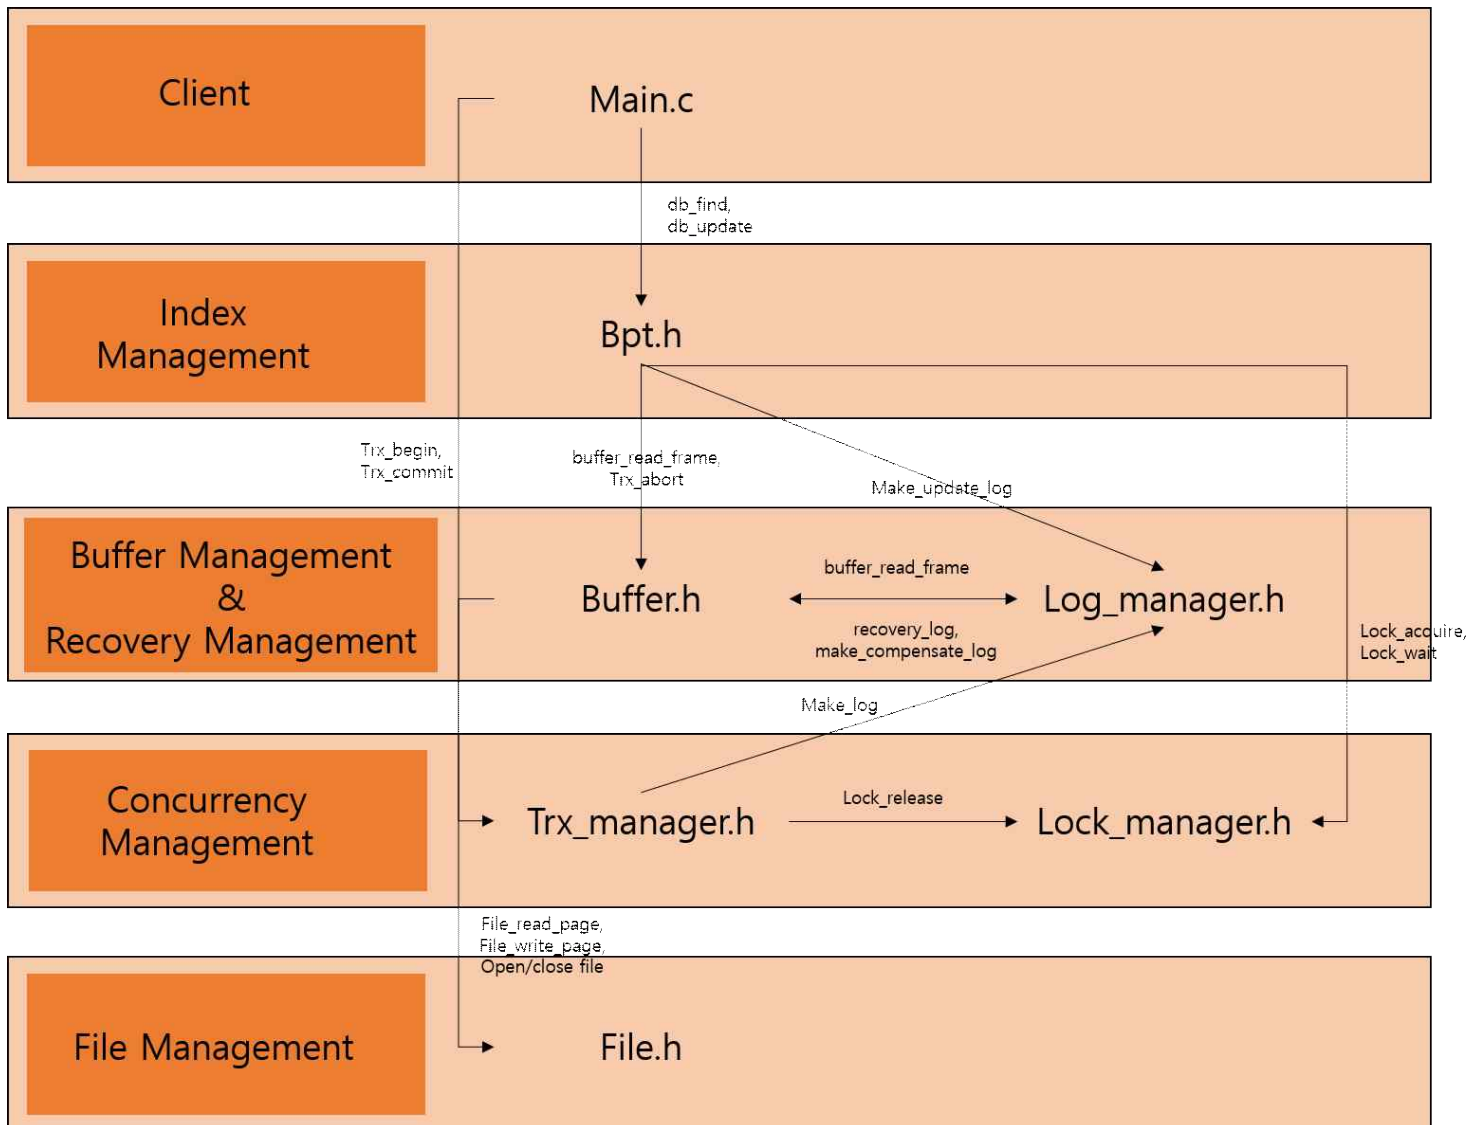 Client
Main.c
db_find,
db_update
Index
Management
Bpt.h
Trx_begin,
Trx_commit
buffer_read_frame,
Trx_abort
Make_update_log
Buffer Management
&
Recovery Management
Buffer.h
buffer_read_frame
recovery_log,
make_compensate_log
Log_manager.h
Lock_acquire,
Lock_wait
Make_log
Concurrency
Management
Trx_manager.h
Lock_release
Lock_manager.h
File_read_page,
File_write_page,
Open/close file
File Management
File.h